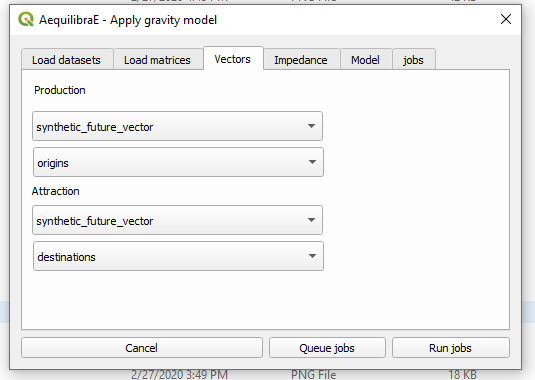 AequilibraE - Apply gravity model
Load datasets Load matrices Vectors Impedance Model jobs
Production
synthetic_future_vector
origins
Attraction
synthetic_future_vector
destinations
Cancel Queue jobs Run jobs
2/27/2020 3:49 PM PNG File 18 KB